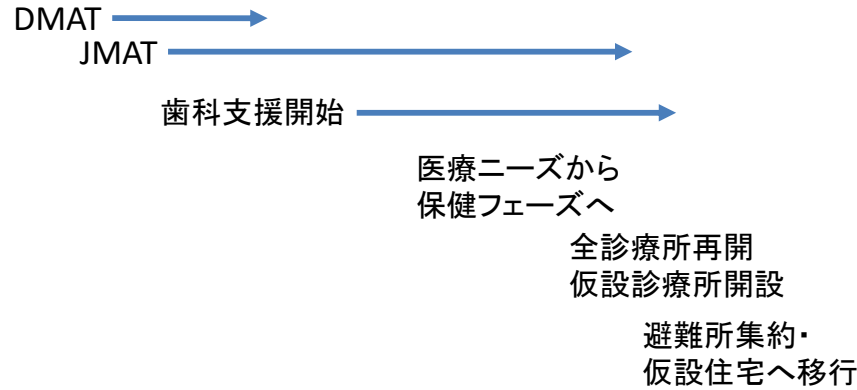 DMAT
JMAT
歯科支援開始
医療ニーズから
保健フェーズへ
全診療所再開
仮設診療所開設
避難所集約・
仮設住宅へ移行